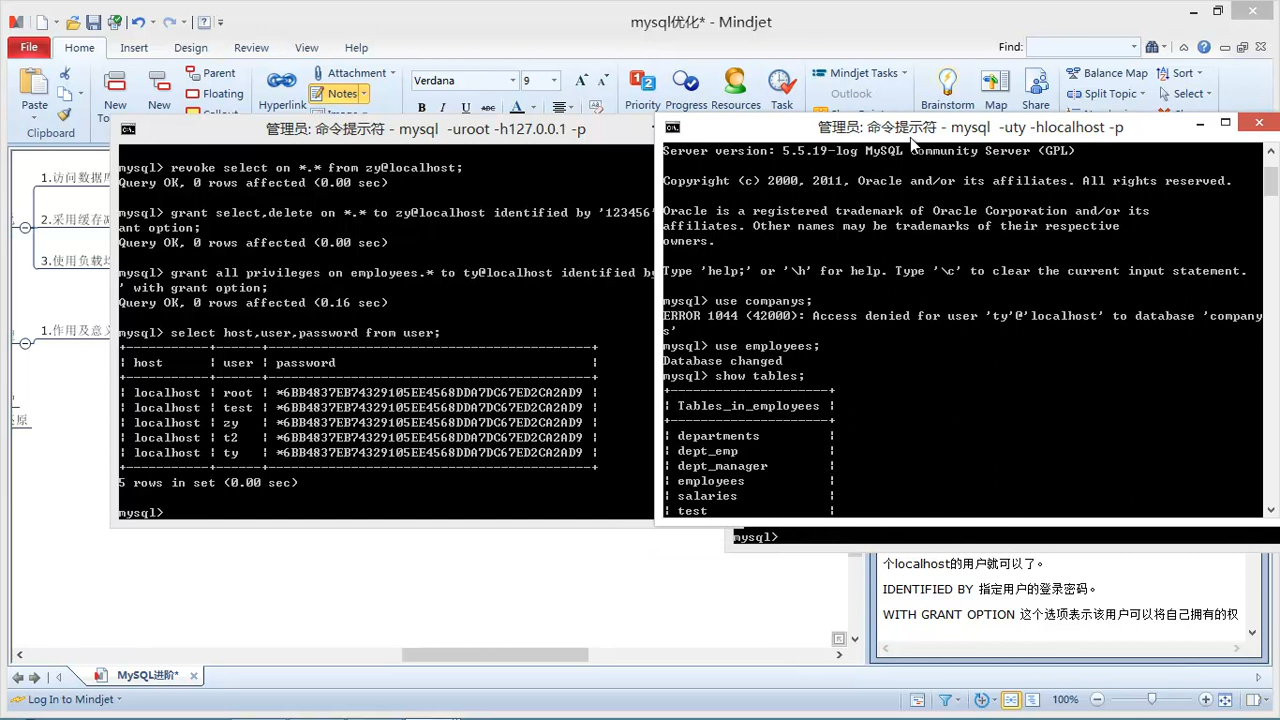 mysql优化* - Mindjet
File
Home
Insert
Design
Review
View
Help
Find:
Paste
Clipboard
New
New
Parent
Floating
Hyperlink
Attachment
Notes
Verdana
9
B I U abc A
Priority
Progress
Resources
Task
Mindjet Tasks
Outlook
Brainstorm
Map
Share
Balance Map
Split Topic
Sort
Select
1.访问数据库
2.采用缓存减
3.使用负载均
1.作用及意义
管理员: 命令提示符 - mysql -uroot -h127.0.0.1 -p
mysql> revoke select on *.* from zy@localhost;
Query OK, 0 rows affected (0.00 sec)
mysql> grant select,delete on *.* to zy@localhost identified by '123456'
ant option;
Query OK, 0 rows affected (0.00 sec)
mysql> grant all privileges on employees.* to ty@localhost identified by
' with grant option;
Query OK, 0 rows affected (0.16 sec)
mysql> select host,user,password from user;
| host | user | password |
| localhost | root | *6BB4837EB74329105EE4568DDA7DC67ED2CA2AD9 |
| localhost | test | *6BB4837EB74329105EE4568DDA7DC67ED2CA2AD9 |
| localhost | zy | *6BB4837EB74329105EE4568DDA7DC67ED2CA2AD9 |
| localhost | t2 | *6BB4837EB74329105EE4568DDA7DC67ED2CA2AD9 |
| localhost | ty | *6BB4837EB74329105EE4568DDA7DC67ED2CA2AD9 |
5 rows in set (0.00 sec)
mysql>
管理员: 命令提示符 - mysql -uty -hlocalhost -p
Server version: 5.5.19-log MySQL Community Server (GPL)
Copyright (c) 2000, 2011, Oracle and/or its affiliates. All rights reserved.
Oracle is a registered trademark of Oracle Corporation and/or its
affiliates. Other names may be trademarks of their respective
owners.
Type 'help;' or '\h' for help. Type '\c' to clear the current input statement.
mysql> use companys;
ERROR 1044 (42000): Access denied for user 'ty'@'localhost' to database 'company
s'
mysql> use employees;
Database changed
mysql> show tables;
| Tables_in_employees |
| departments |
| dept_emp |
| dept_manager |
| employees |
| salaries |
| test |
mysql>
个localhost的用户就可以了。
IDENTIFIED BY 指定用户的登录密码。
WITH GRANT OPTION 这个选项表示该用户可以将自己拥有的权
MySQL进阶*
Log In to Mindjet
100%